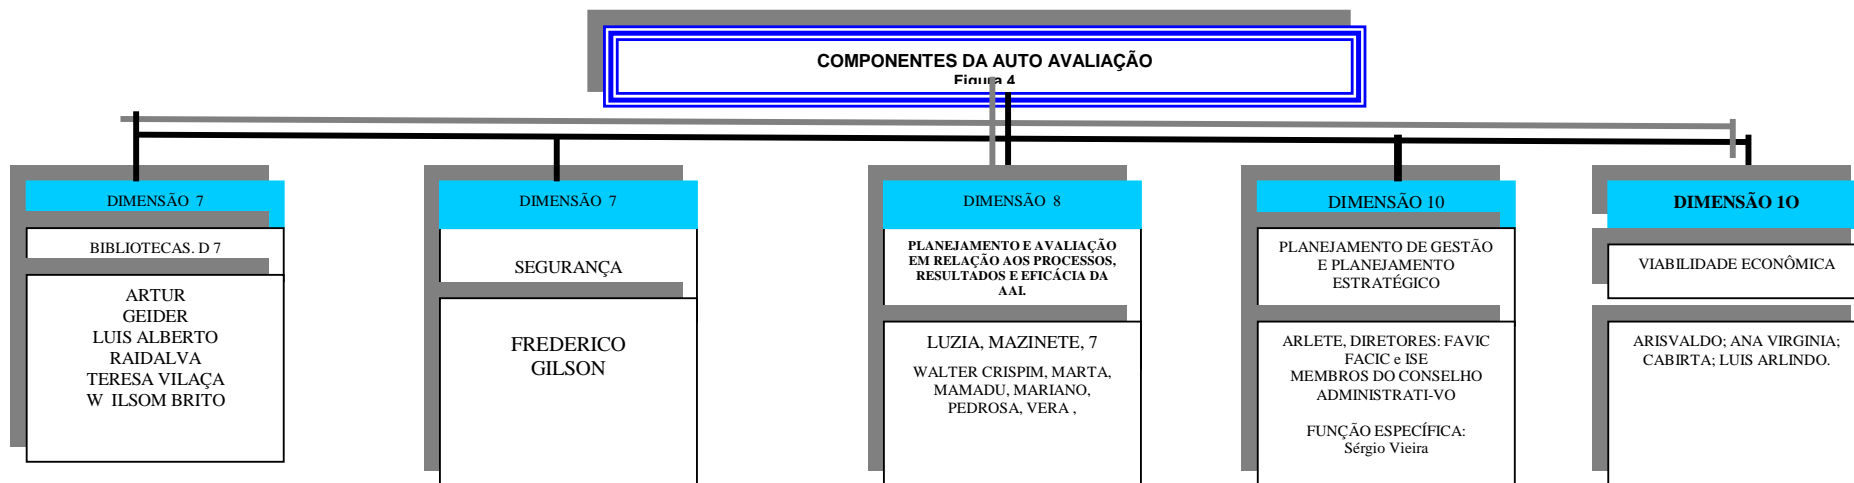 COMPONENTES DA AUTO AVALIAÇÃO
Figura 4
DIMENSÃO 7
BIBLIOTECAS. D 7
ARTUR
GEIDER
LUIS ALBERTO
RAIDALVA
TERESA VILAÇA
W ILSOM BRITO
DIMENSÃO 7
SEGURANÇA
FREDERICO
GILSON
DIMENSÃO 8
PLANEJAMENTO E AVALIAÇÃO
EM RELAÇÃO AOS PROCESSOS,
RESULTADOS E EFICÁCIA DA
AAI.
LUZIA, MAZINETE, 7
WALTER CRISPIM, MARTA,
MAMADU, MARIANO,
PEDROSA, VERA ,
DIMENSÃO 10
PLANEJAMENTO DE GESTÃO
E PLANEJAMENTO
ESTRATÉGICO
ARLETE, DIRETORES: FAVIC
FACIC e ISE
MEMBROS DO CONSELHO
ADMINISTRATI-VO
FUNÇÃO ESPECÍFICA:
Sérgio Vieira
DIMENSÃO 1O
VIABILIDADE ECONÔMICA
ARISVALDO; ANA VIRGINIA;
CABIRTA; LUIS ARLINDO.